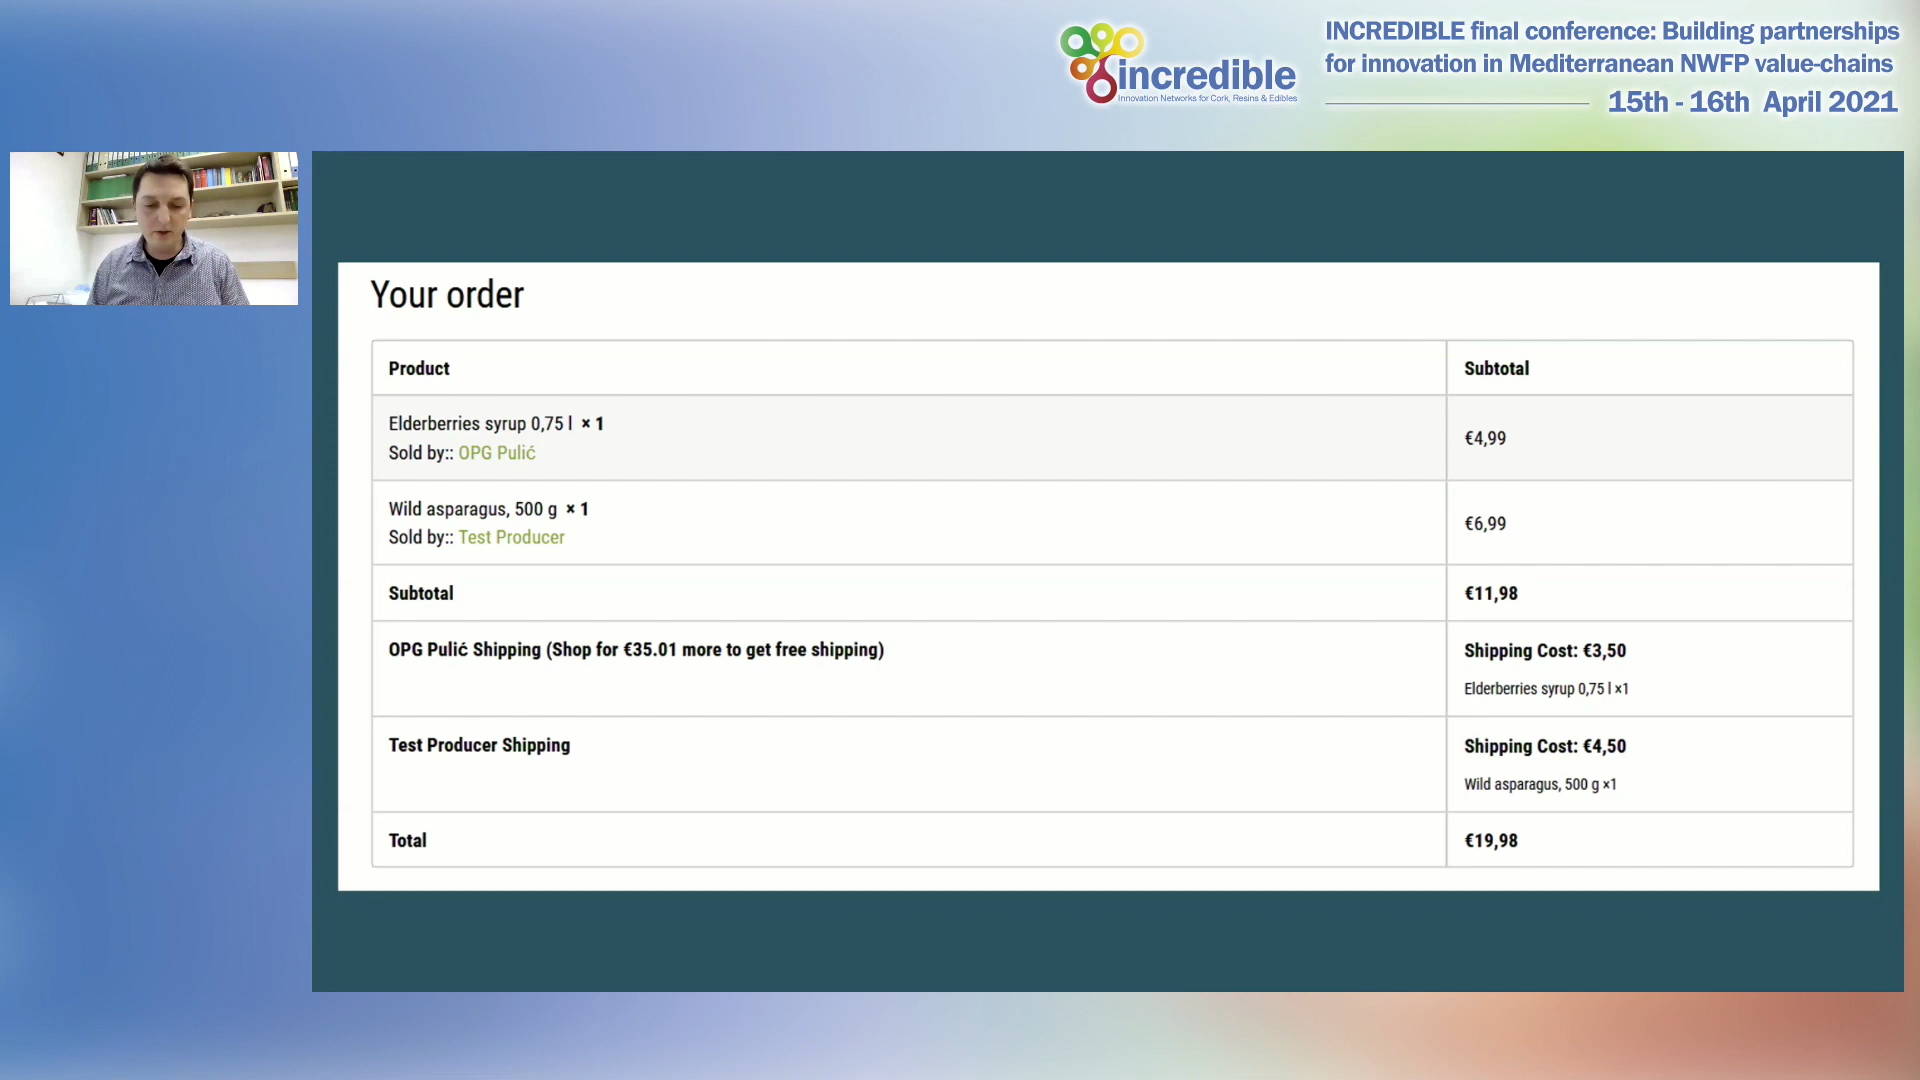 incredible
Innovation Networks for Cork, Resins & Edibles
INCREDIBLE final conference: Building partnerships
for innovation in Mediterranean NWFP value-chains
15th - 16th April 2021
Your order
Product
Subtotal
Elderberries syrup 0,75 l × 1
Sold by:: OPG Pulić
€4,99
Wild asparagus, 500 g × 1
Sold by:: Test Producer
€6,99
Subtotal
€11,98
OPG Pulić Shipping (Shop for €35.01 more to get free shipping)
Shipping Cost: €3,50
Elderberries syrup 0,75 l ×1
Test Producer Shipping
Shipping Cost: €4,50
Wild asparagus, 500 g ×1
Total
€19,98